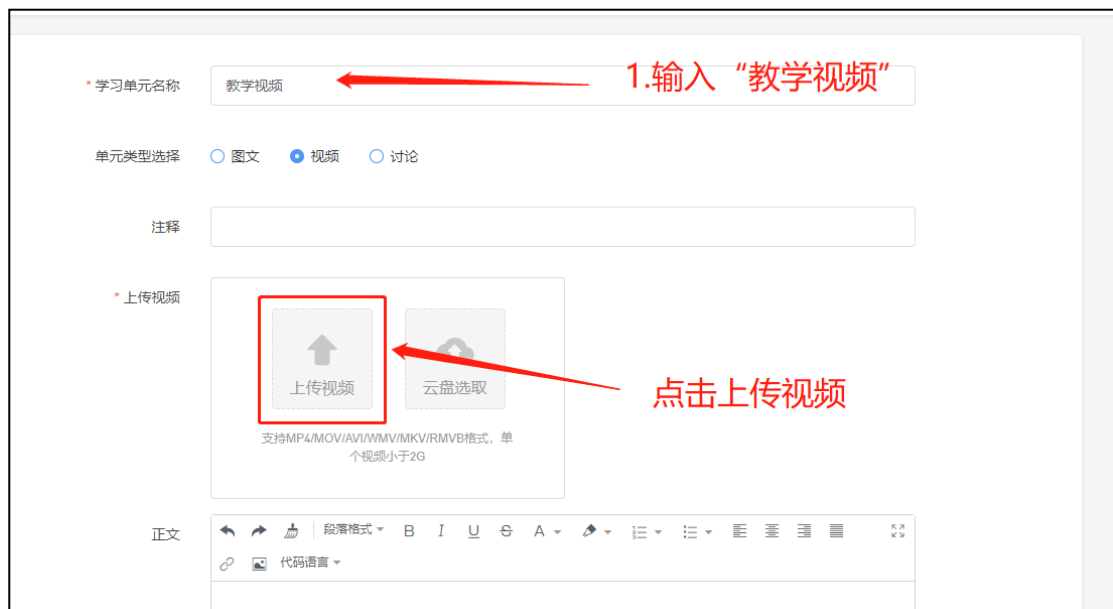 * 学习单元名称
教学视频
1.输入“教学视频”
单元类型选择
图文
视频
讨论
注释
* 上传视频
上传视频
云盘选取
点击上传视频
支持MP4/MOV/AVI/WMV/MKV/RMVB格式，单
个视频小于2G
正文
段落格式
B I U S A
代码语言